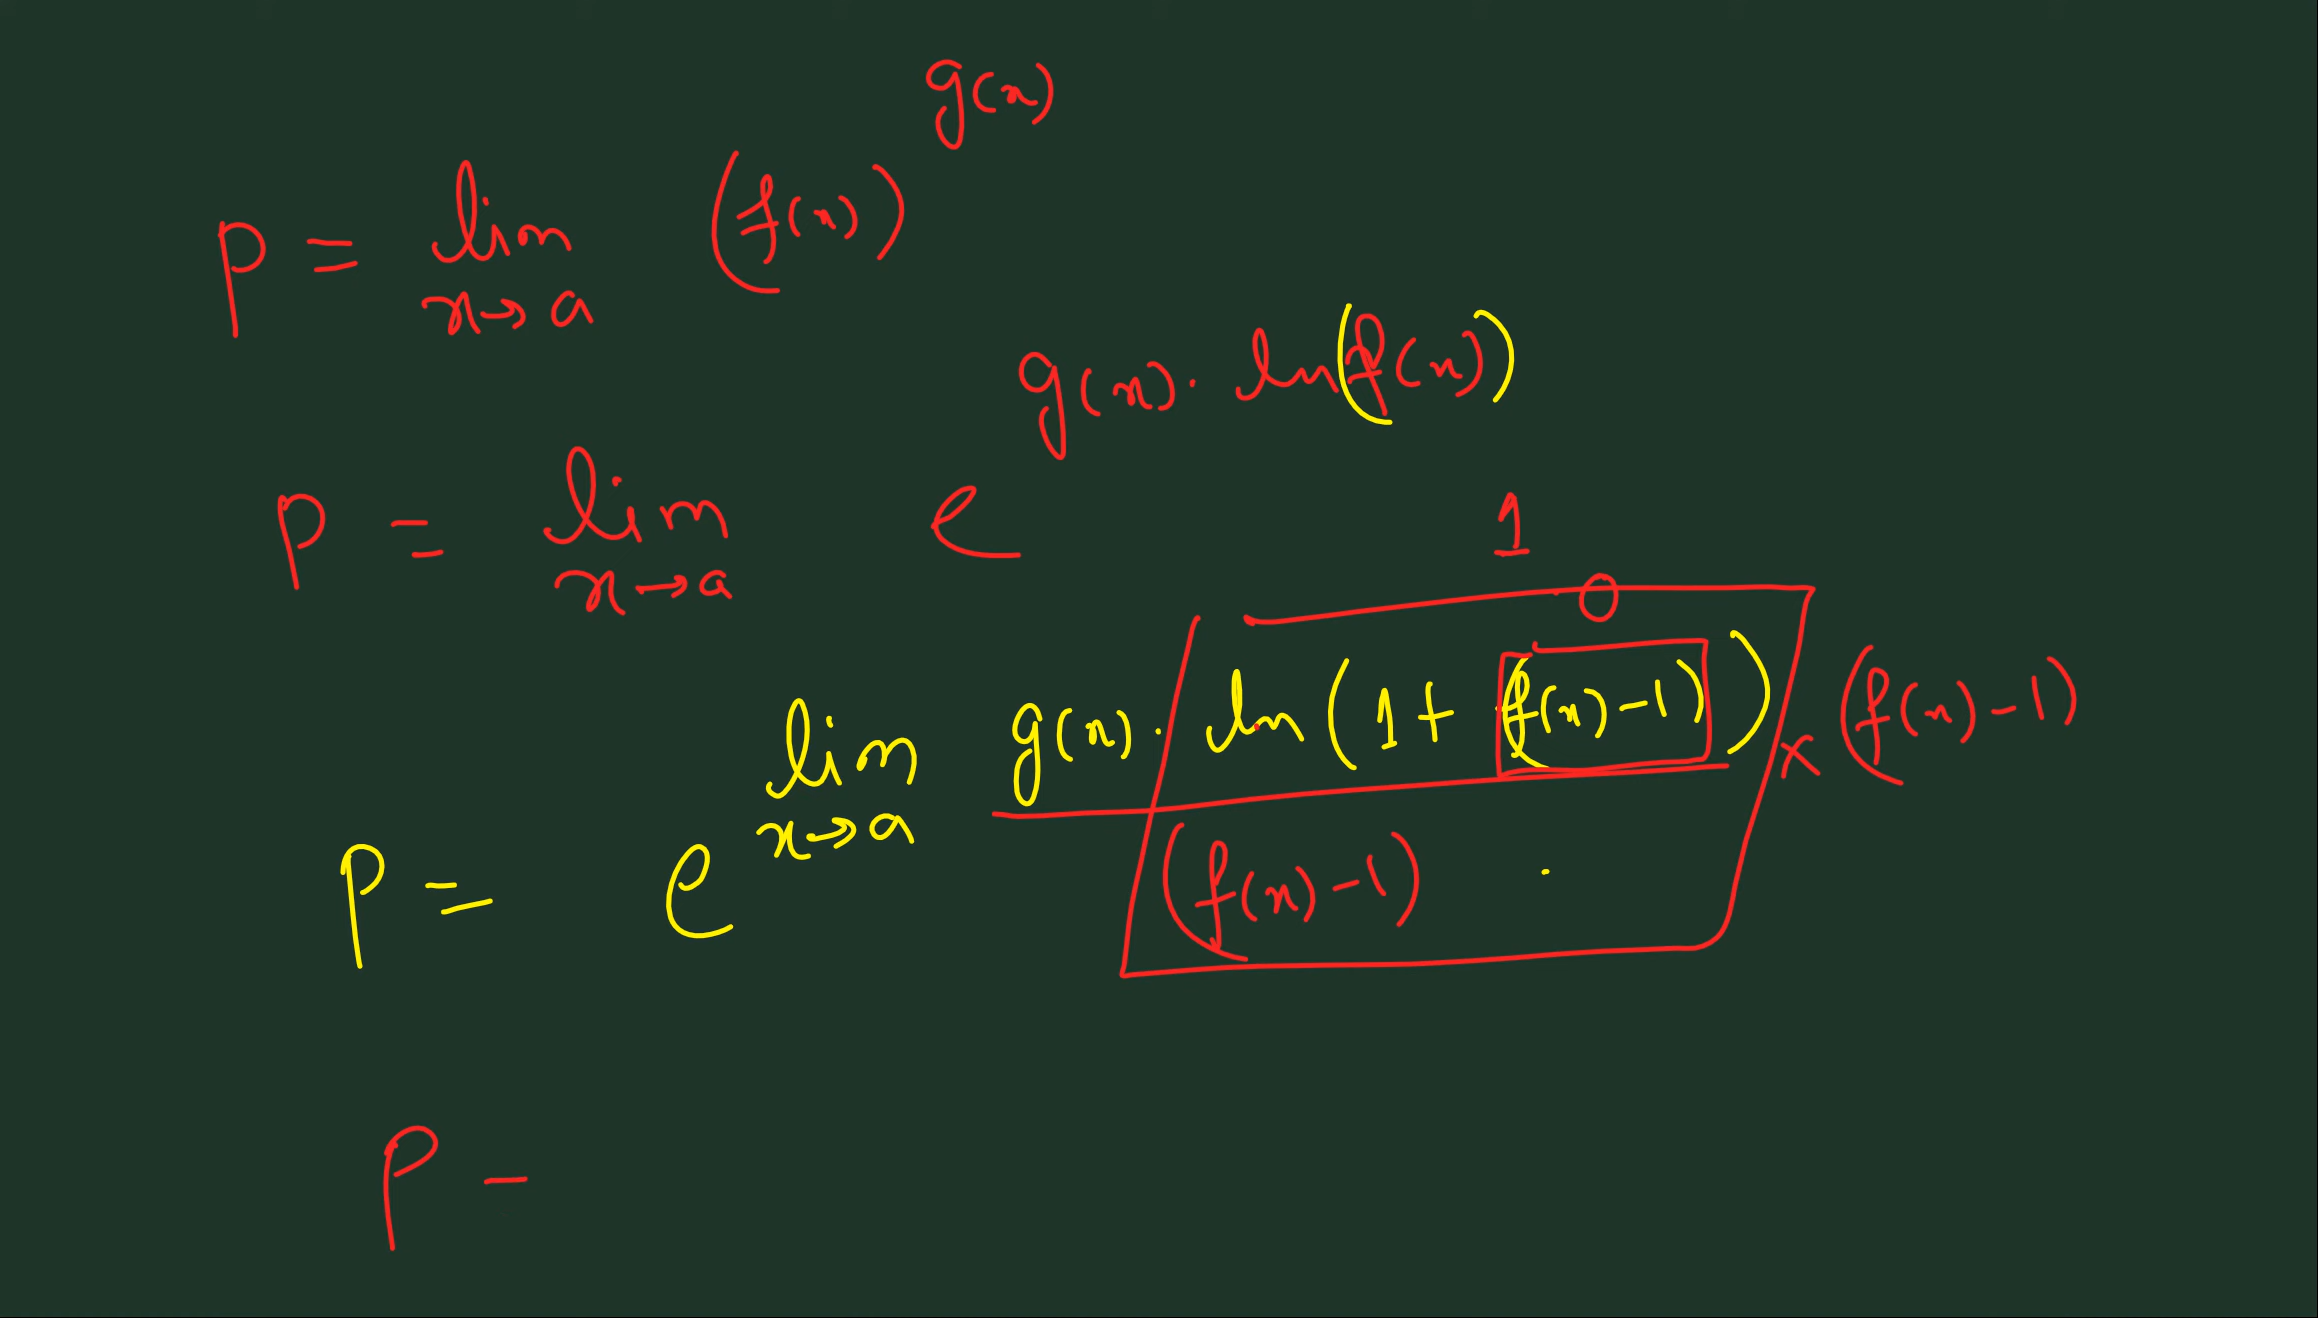 P = lim x→a (f(x))^g(x)
P = lim x→a e^g(x). ln(f(x))
1
0
P = e^lim x→a g(x). ln(1+(f(x)-1)) × (f(x)-1)
(f(x)-1) .
P -